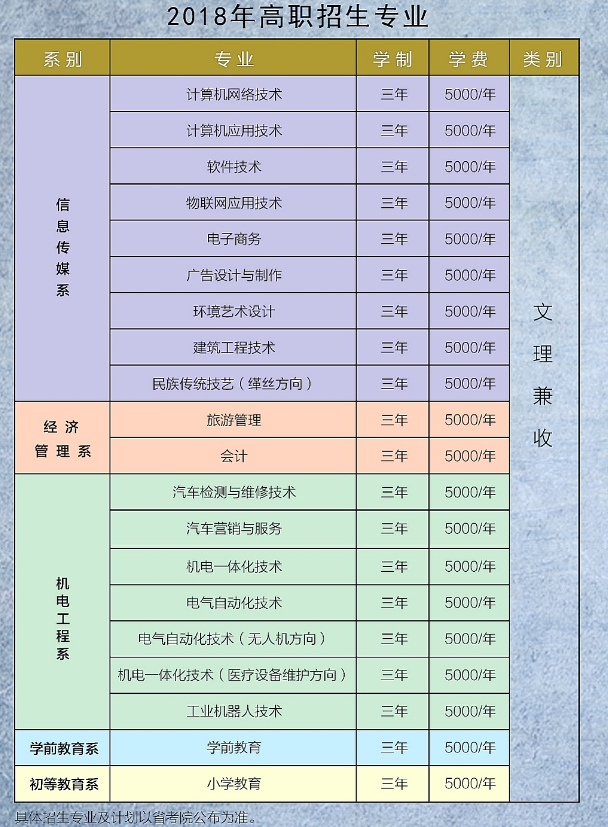 2018年高职招生专业
系别 专业 学制 学费 类别
信息传媒系 计算机网络技术 三年 5000/年 文理兼收
计算机应用技术 三年 5000/年
软件技术 三年 5000/年
物联网应用技术 三年 5000/年
电子商务 三年 5000/年
广告设计与制作 三年 5000/年
环境艺术设计 三年 5000/年
建筑工程技术 三年 5000/年
民族传统技艺（缂丝方向） 三年 5000/年
经济管理系 旅游管理 三年 5000/年
会计 三年 5000/年
机电工程系 汽车检测与维修技术 三年 5000/年
汽车营销与服务 三年 5000/年
机电一体化技术 三年 5000/年
电气自动化技术 三年 5000/年
电气自动化技术（无人机方向） 三年 5000/年
机电一体化技术（医疗设备维护方向） 三年 5000/年
工业机器人技术 三年 5000/年
学前教育系 学前教育 三年 5000/年
初等教育系 小学教育 三年 5000/年
具体招生专业及计划以省考院公布为准。